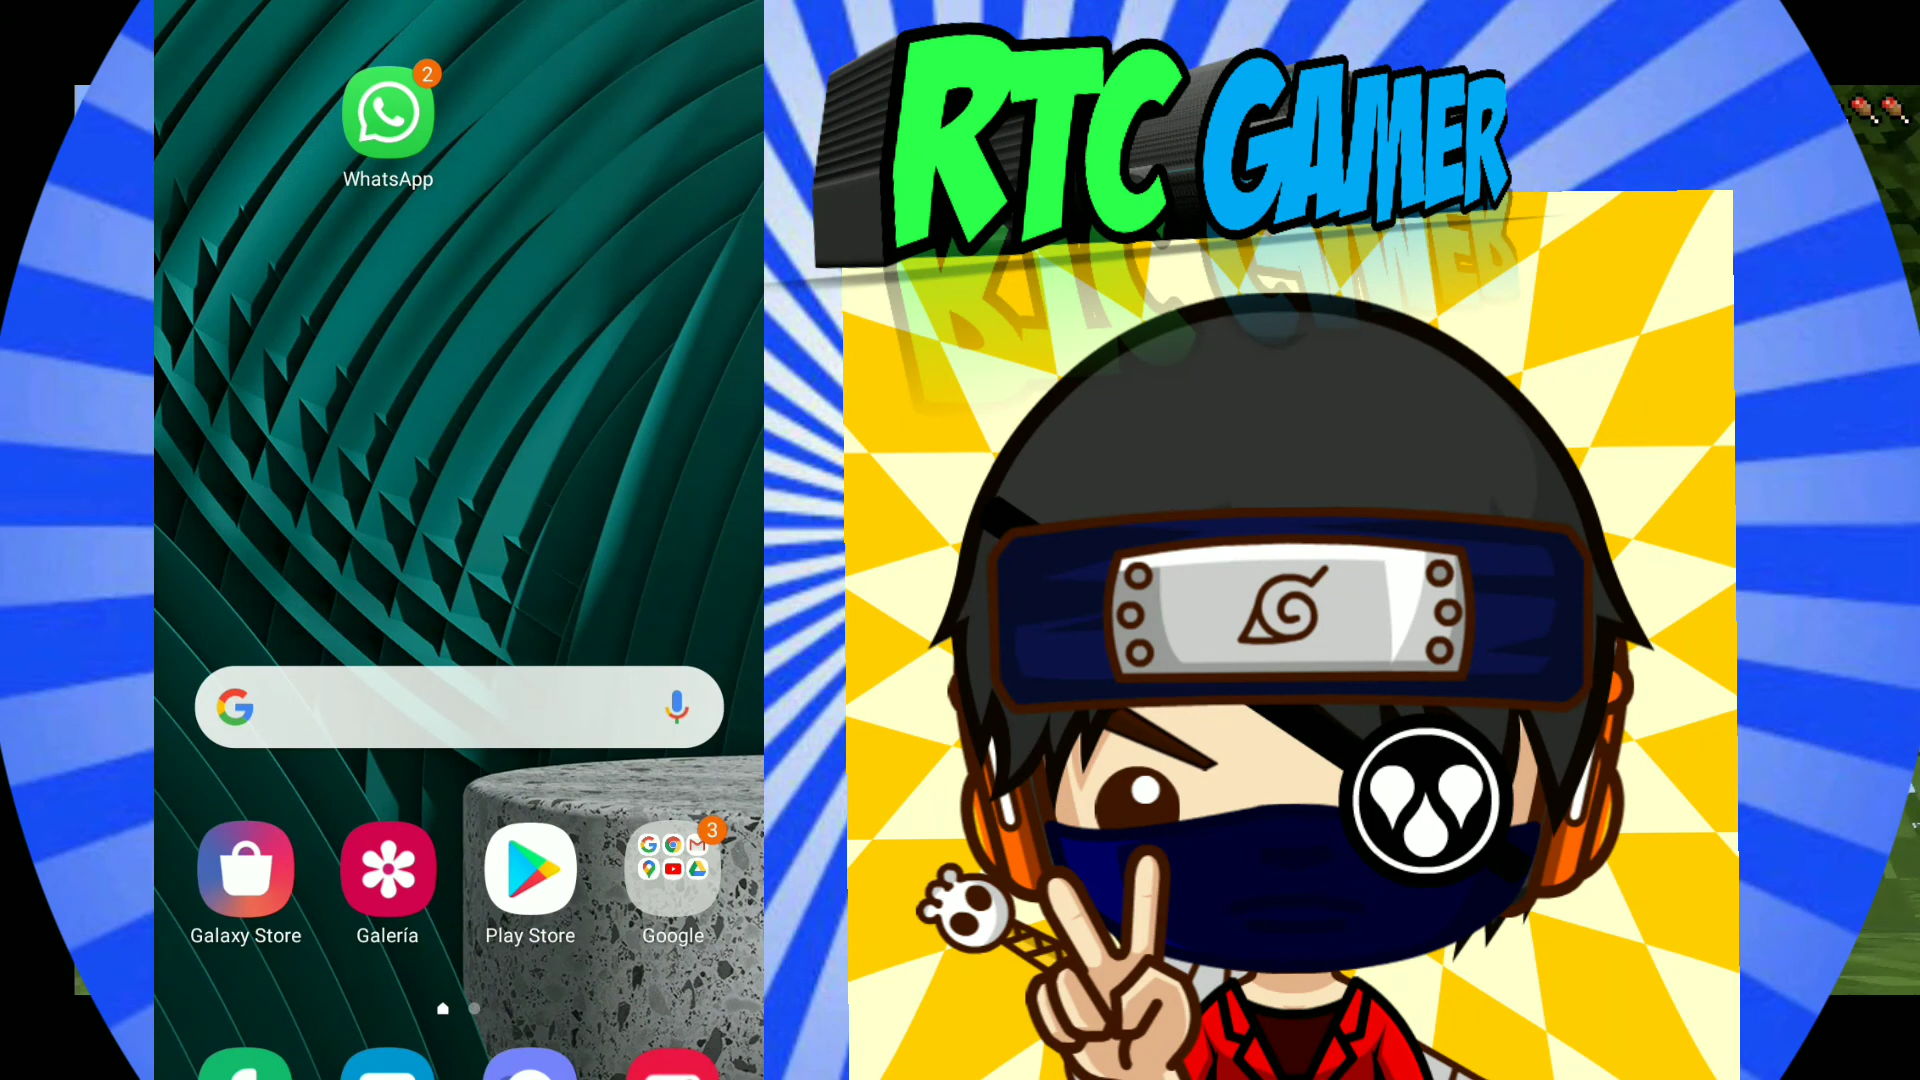 2
WhatsApp
RTC GAMER
3
Galaxy Store
Galería
Play Store
Google